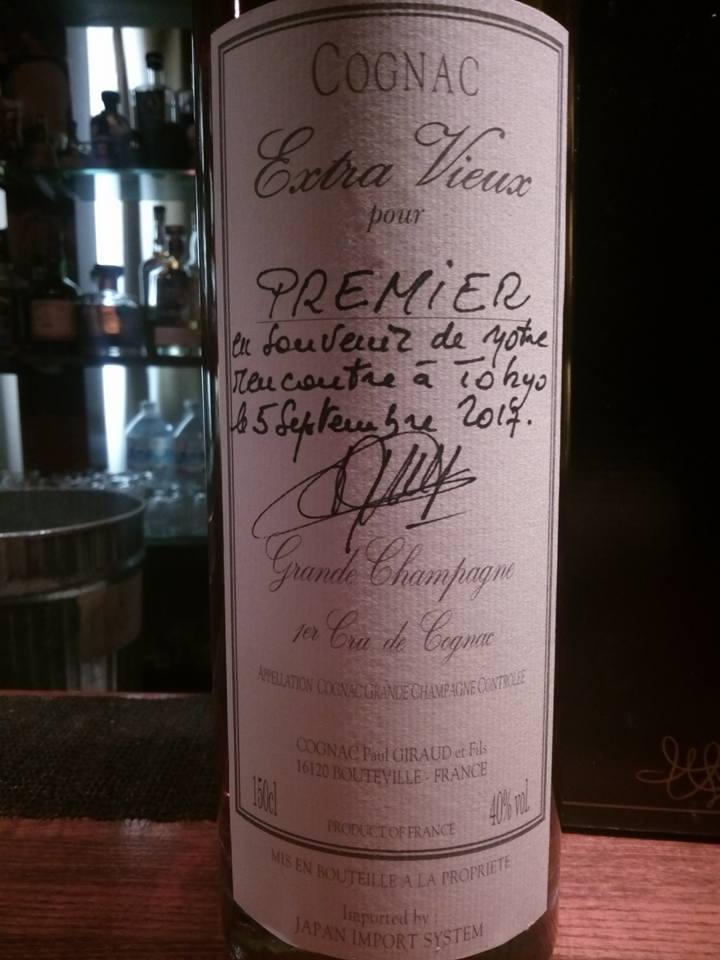 COGNAC
Extra Vieux
pour
PREMIER
en souvenir de notre
rencontre à Tokyo
le 5 Septembre 2017.
Grande Champagne
1er Cru de Cognac
APPELLATION COGNAC GRANDE CHAMPAGNE CONTROLEE
COGNAC Paul GIRAUD et Fils
16120 BOUTEVILLE - FRANCE
150cl 40% vol.
PRODUCT OF FRANCE
MIS EN BOUTEILLE A LA PROPRIETE
Imported by :
JAPAN IMPORT SYSTEM